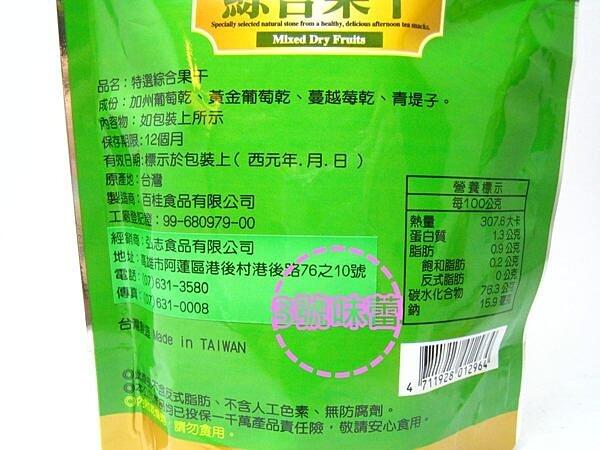 綜合果干
Specially selected natural stone from a healthy, delicious afternoon tea snacks.
Mixed Dry Fruits
品名：特選綜合果干
成份：加州葡萄乾、黃金葡萄乾、蔓越莓乾、青堤子。
內容物：如包裝上所示
保存期限：12個月
有效日期：標示於包裝上（西元年．月．日）
原產地：台灣
製造商：百桂食品有限公司
工廠登記證：99-680979-00
經銷商：弘志食品有限公司
地址：高雄市阿蓮區港後村港後路76之10號
電話：(07)631-3580
傳真：(07)631-0008
台灣製造 Made in TAIWAN
3號味蕾
營養標示
每100公克
熱量 307.6大卡
蛋白質 1.3公克
脂肪 0.9公克
飽和脂肪 0.2公克
反式脂肪 0公克
碳水化合物 76.3公克
鈉 15.9毫克
4 711928 012964
不含反式脂肪、不含人工色素、無防腐劑。
已投保一千萬產品責任險，敬請安心食用。
請勿食用。